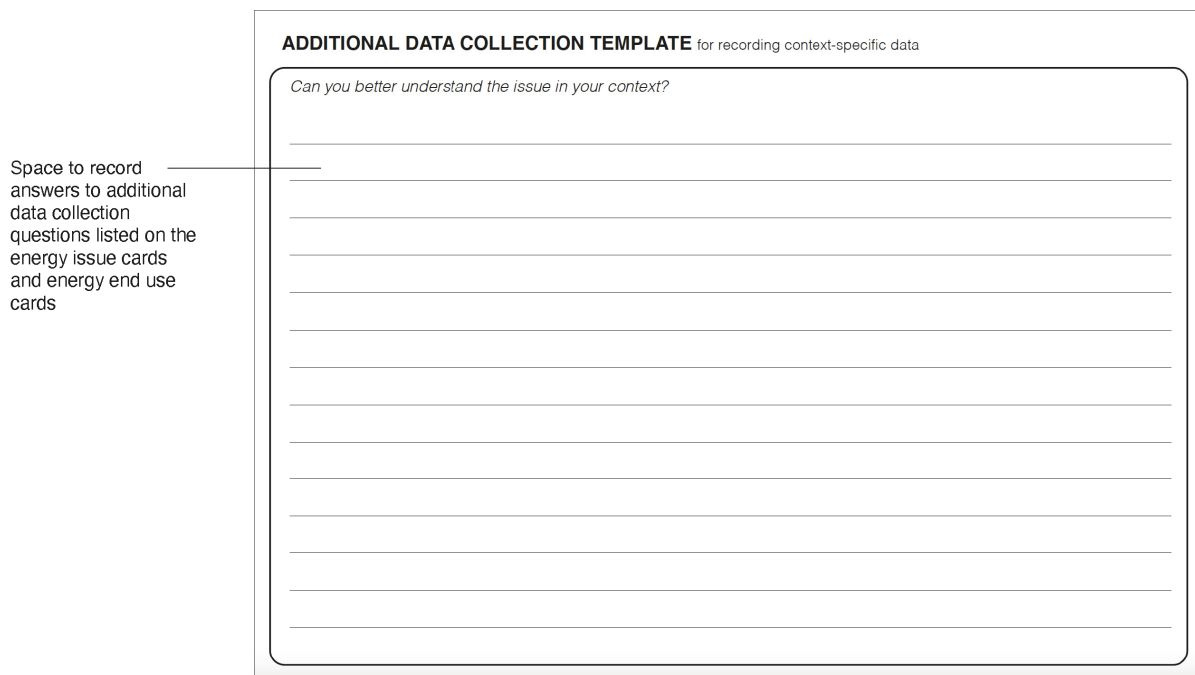 ADDITIONAL DATA COLLECTION TEMPLATE for recording context-specific data
Can you better understand the issue in your context?
Space to record
answers to additional
data collection
questions listed on the
energy issue cards
and energy end use
cards